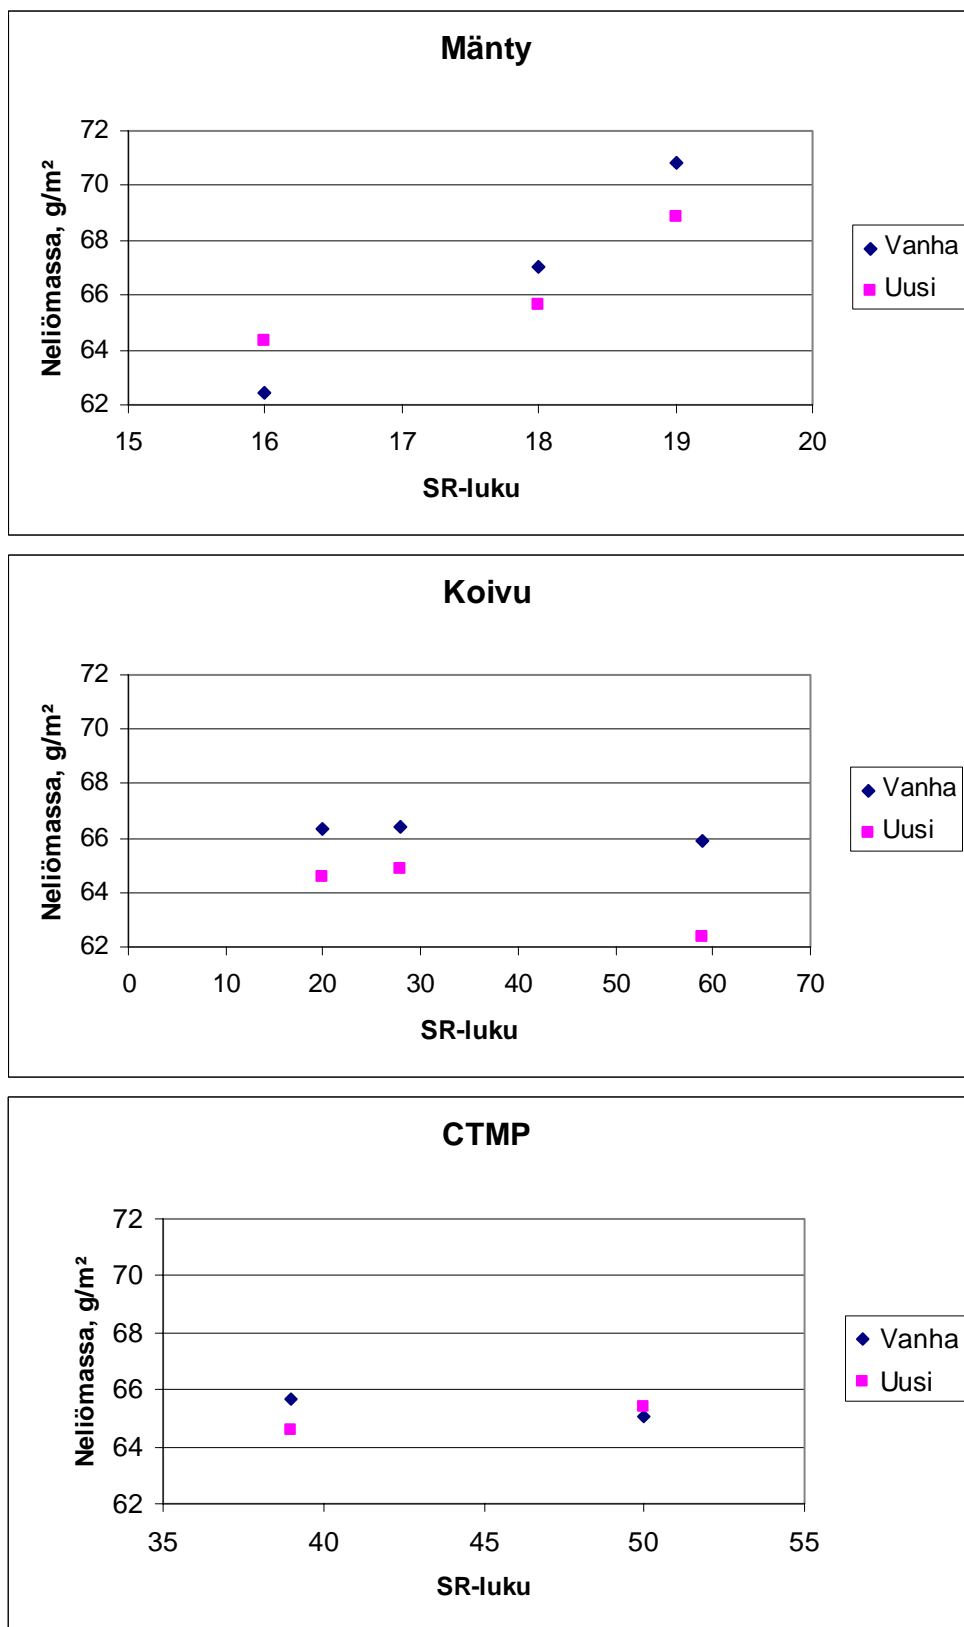 Mänty
72
70
68
66
64
62
15 16 17 18 19 20
Neliömassa, g/m²
SR-luku
Vanha
Uusi
Koivu
72
70
68
66
64
62
0 10 20 30 40 50 60 70
Neliömassa, g/m²
SR-luku
Vanha
Uusi
CTMP
72
70
68
66
64
62
35 40 45 50 55
Neliömassa, g/m²
SR-luku
Vanha
Uusi